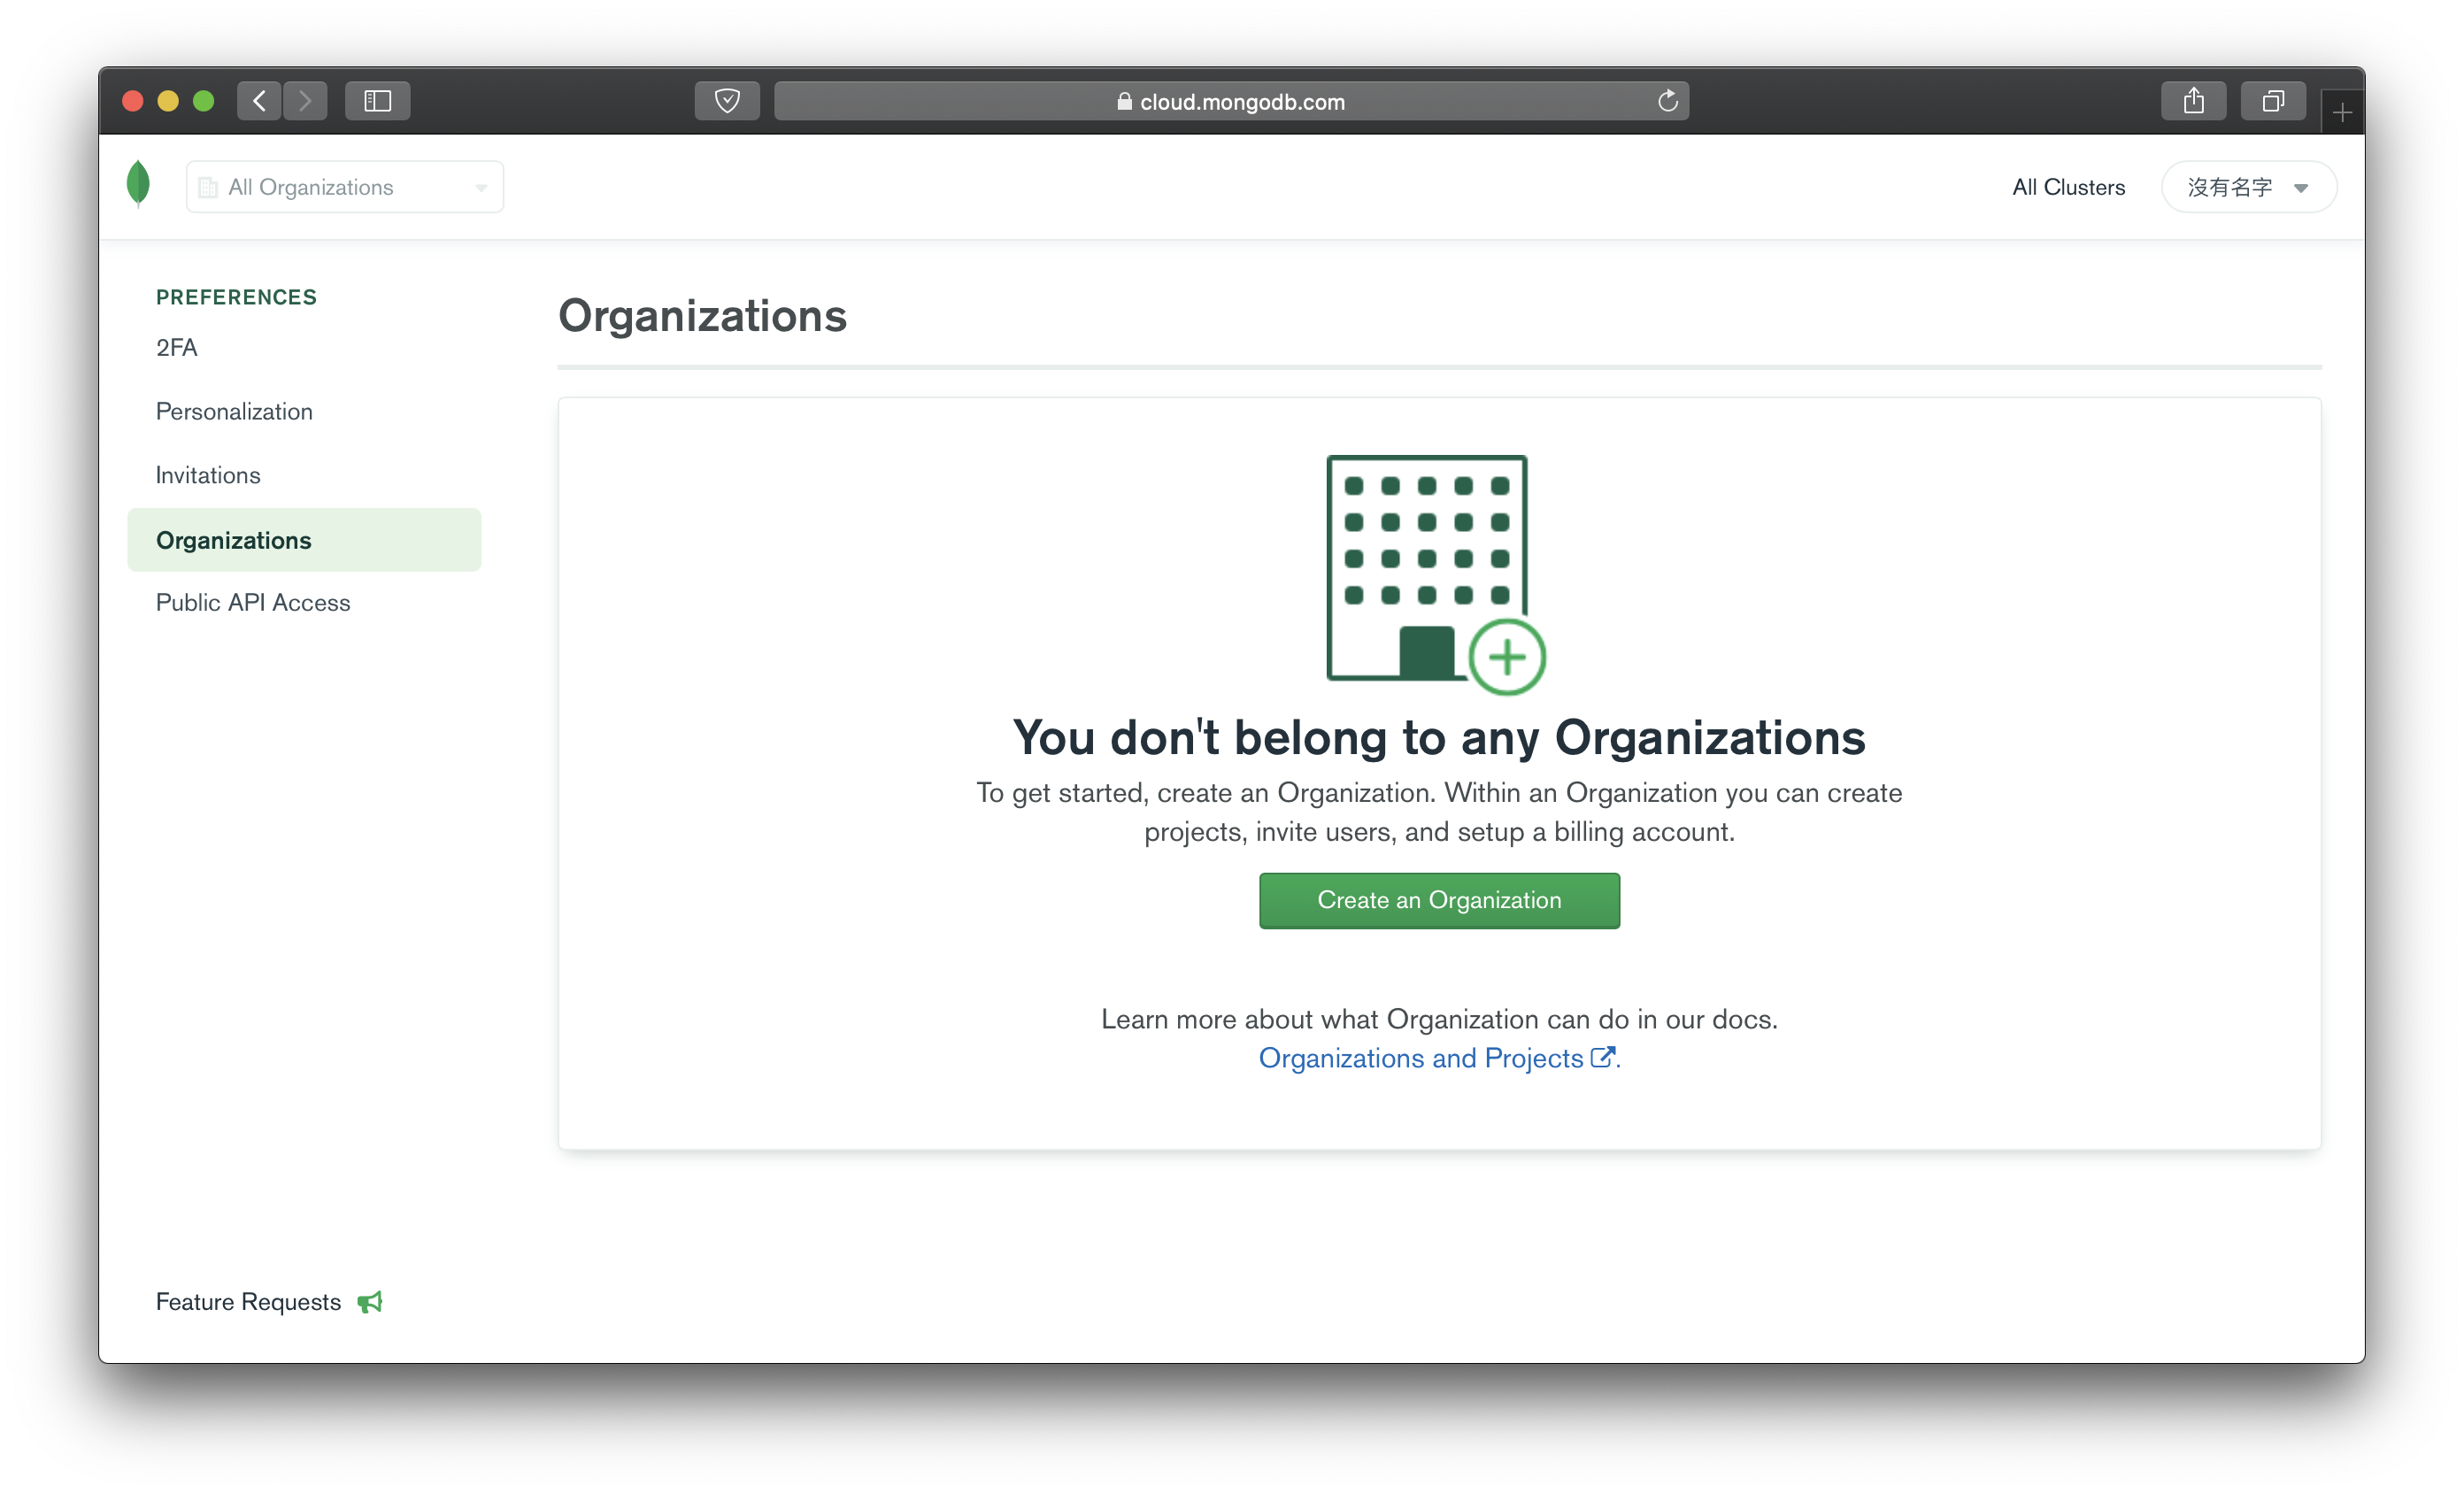 cloud.mongodb.com
All Organizations
All Clusters
沒有名字
PREFERENCES
2FA
Personalization
Invitations
Organizations
Public API Access
Feature Requests
Organizations
You don't belong to any Organizations
To get started, create an Organization. Within an Organization you can create
projects, invite users, and setup a billing account.
Create an Organization
Learn more about what Organization can do in our docs.
Organizations and Projects.